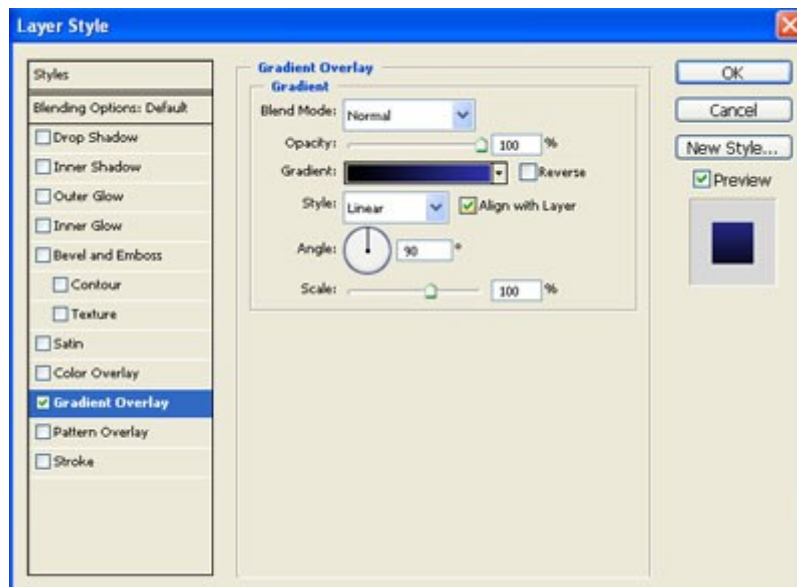 Layer Style
Styles
Blending Options: Default
Drop Shadow
Inner Shadow
Outer Glow
Inner Glow
Bevel and Emboss
Contour
Texture
Satin
Color Overlay
Gradient Overlay
Pattern Overlay
Stroke
Gradient Overlay
Gradient
Blend Mode: Normal
Opacity: 100 %
Gradient: Reverse
Style: Linear Align with Layer
Angle: 90 °
Scale: 100 %
OK
Cancel
New Style...
Preview